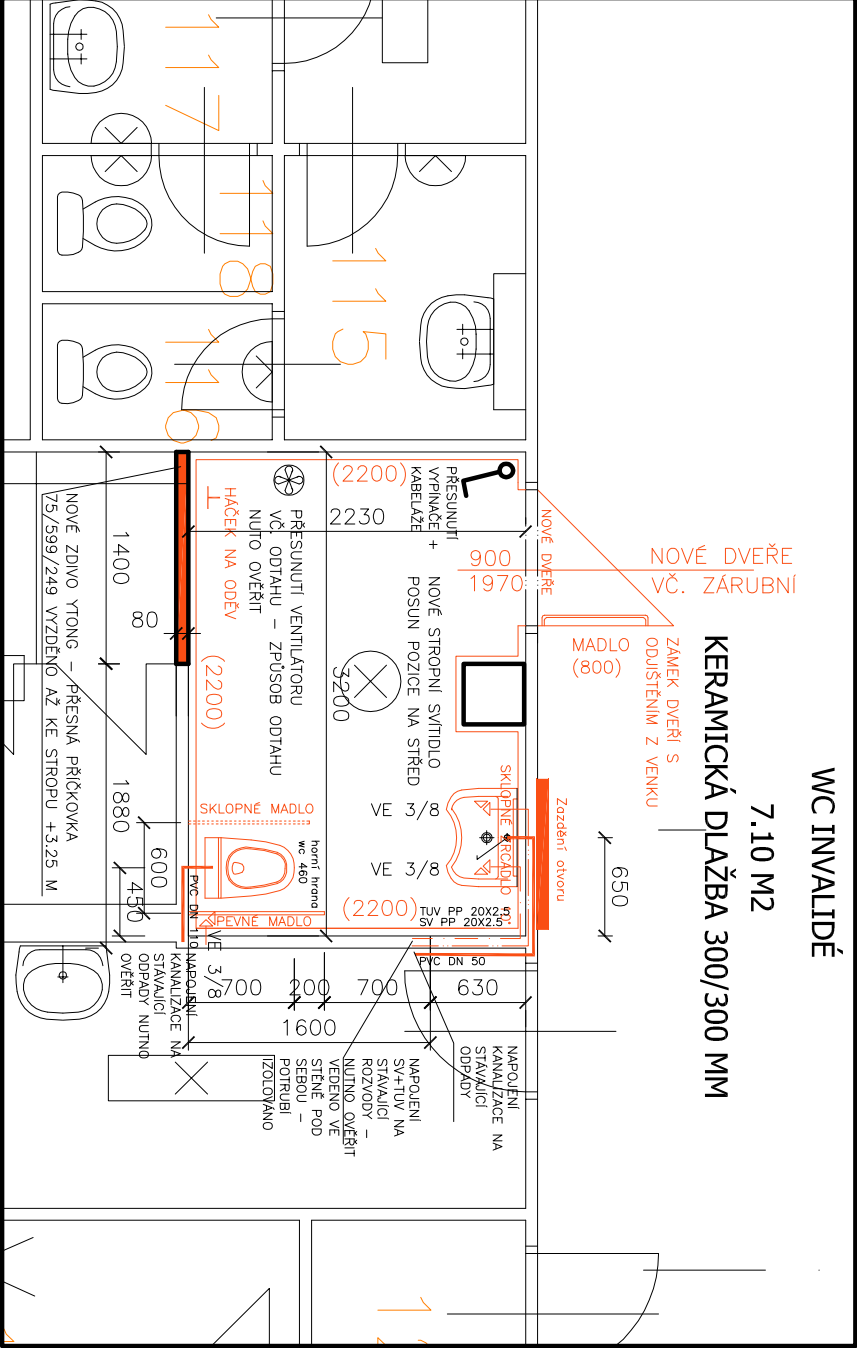 WC INVALIDÉ
7.10 M2
KERAMICKÁ DLAŽBA 300/300 MM
NOVÉ DVEŘE
VČ. ZÁRUBNÍ
ZÁMEK DVEŘÍ S
ODJIŠTĚNÍM Z VENKU
MADLO
(800)
Zazdění otvoru
650
NOVÉ DVEŘE
900
1970
PŘESUNUTÍ
VYPÍNAČE +
KABELÁŽE
(2200)
2230
NOVÉ STROPNÍ SVÍTIDLO
POSUN POZICE NA STŘED
3200
PŘESUNUTÍ VENTILÁTORU
VČ. ODTAHU – ZPŮSOB ODTAHU
NUTO OVĚŘIT
HÁČEK NA ODĚV
(2200)
SKLOPNÉ ZRCADLO
VE 3/8
VE 3/8
TUV PP 20X2.5
SV PP 20X2.5
(2200)
SKLOPNÉ MADLO
horní hrana
wc 460
PEVNÉ MADLO
PVC DN 110
VE 3/8
PVC DN 50
630
700
200
700
1600
NAPOJENÍ
KANALIZACE NA
STÁVAJÍCÍ
ODPADY
NAPOJENÍ
SV+TUV NA
STÁVAJÍCÍ
ROZVODY –
NUTNO OVĚŘIT
VEDENO VE
STĚNĚ POD
SEBOU –
POTRUBÍ
IZOLOVÁNO
NAPOJENÍ
KANALIZACE NA
STÁVAJÍCÍ
ODPADY NUTNO
OVĚŘIT
80
1400
1880
600
450
NOVÉ ZDIVO YTONG – PŘESNÁ PŘÍČKOVKA
75/599/249 VYZDĚNO AŽ KE STROPU +3,25 M
117
118
115
116